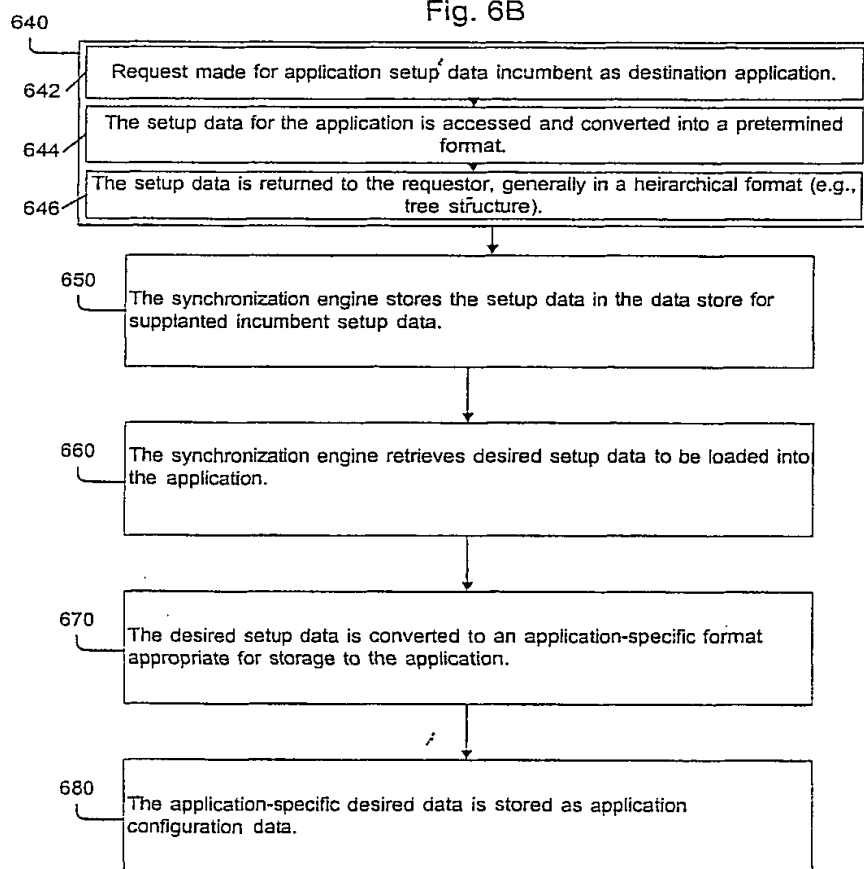 Fig. 6B
640
642
Request made for application setup data incumbent as destination application.
644
The setup data for the application is accessed and converted into a pretermined
format.
646
The setup data is returned to the requestor, generally in a heirarchical format (e.g.,
tree structure).
650
The synchronization engine stores the setup data in the data store for
supplanted incumbent setup data.
660
The synchronization engine retrieves desired setup data to be loaded into
the application.
670
The desired setup data is converted to an application-specific format
appropriate for storage to the application.
680
The application-specific desired data is stored as application
configuration data.